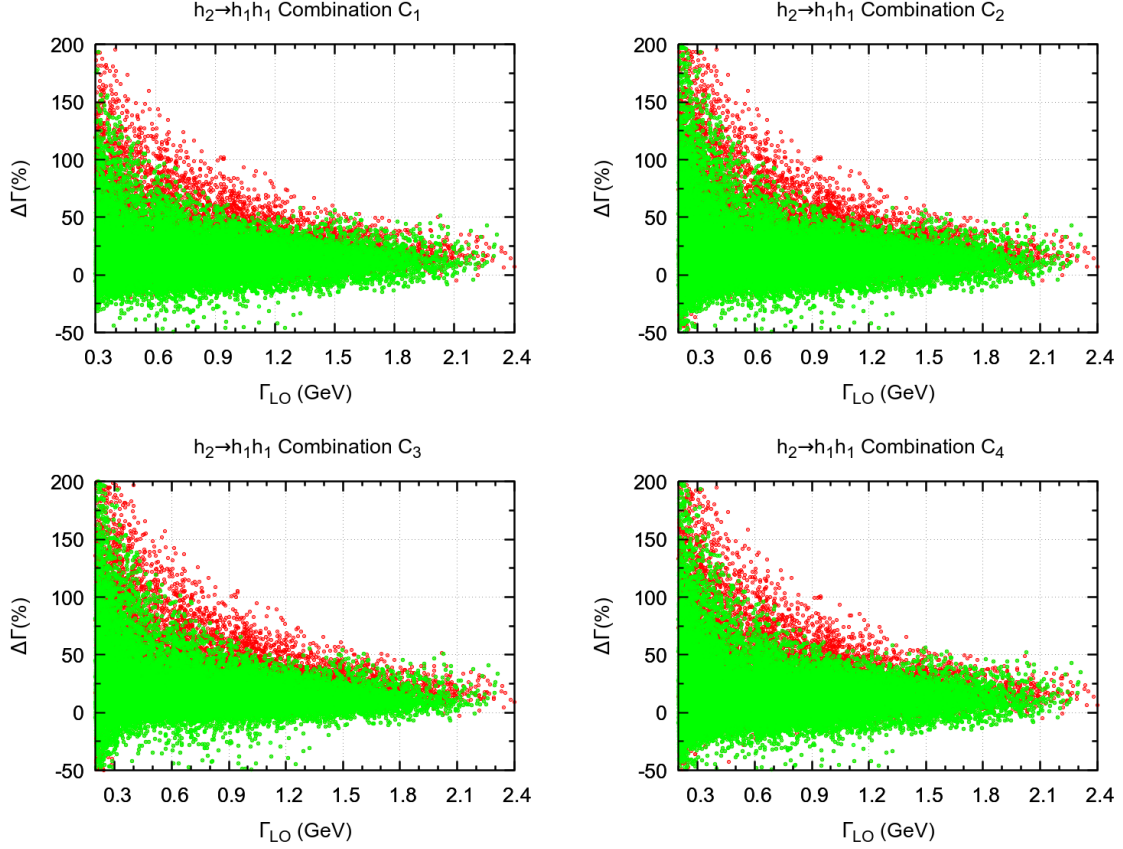 h2→h1h1 Combination C1
200
150
100
50
0
-50
ΔΓ(%)
0.3 0.6 0.9 1.2 1.5 1.8 2.1 2.4
ΓLO (GeV)
h2→h1h1 Combination C2
200
150
100
50
0
-50
ΔΓ(%)
0.3 0.6 0.9 1.2 1.5 1.8 2.1 2.4
ΓLO (GeV)
h2→h1h1 Combination C3
200
150
100
50
0
-50
ΔΓ(%)
0.3 0.6 0.9 1.2 1.5 1.8 2.1 2.4
ΓLO (GeV)
h2→h1h1 Combination C4
200
150
100
50
0
-50
ΔΓ(%)
0.3 0.6 0.9 1.2 1.5 1.8 2.1 2.4
ΓLO (GeV)